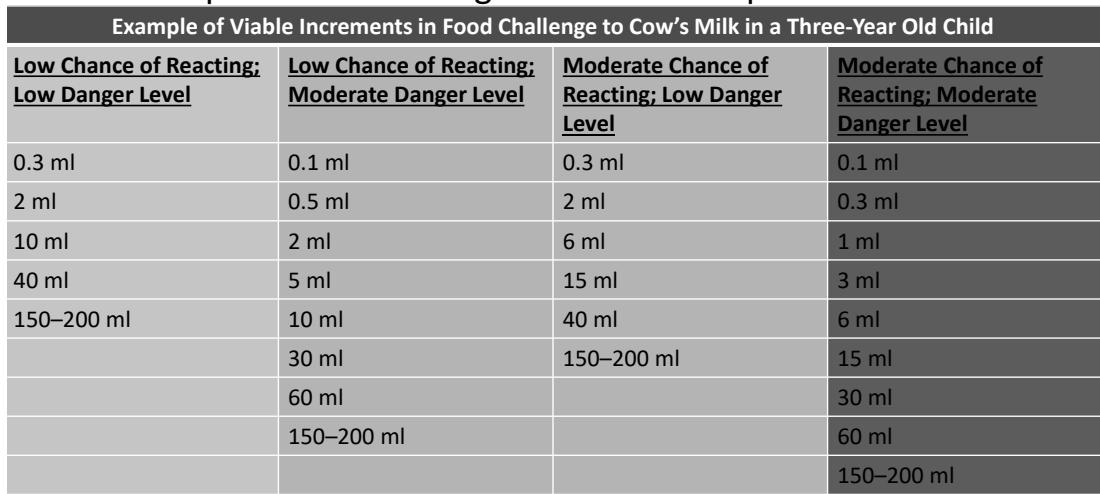 Example of Viable Increments in Food Challenge to Cow’s Milk in a Three-Year Old Child
Low Chance of Reacting;
Low Danger Level
Low Chance of Reacting;
Moderate Danger Level
Moderate Chance of
Reacting; Low Danger
Level
Moderate Chance of
Reacting; Moderate
Danger Level
0.3 ml 0.1 ml 0.3 ml 0.1 ml
2 ml 0.5 ml 2 ml 0.3 ml
10 ml 2 ml 6 ml 1 ml
40 ml 5 ml 15 ml 3 ml
150–200 ml 10 ml 40 ml 6 ml
30 ml 150–200 ml 15 ml
60 ml 30 ml
150–200 ml 60 ml
150–200 ml